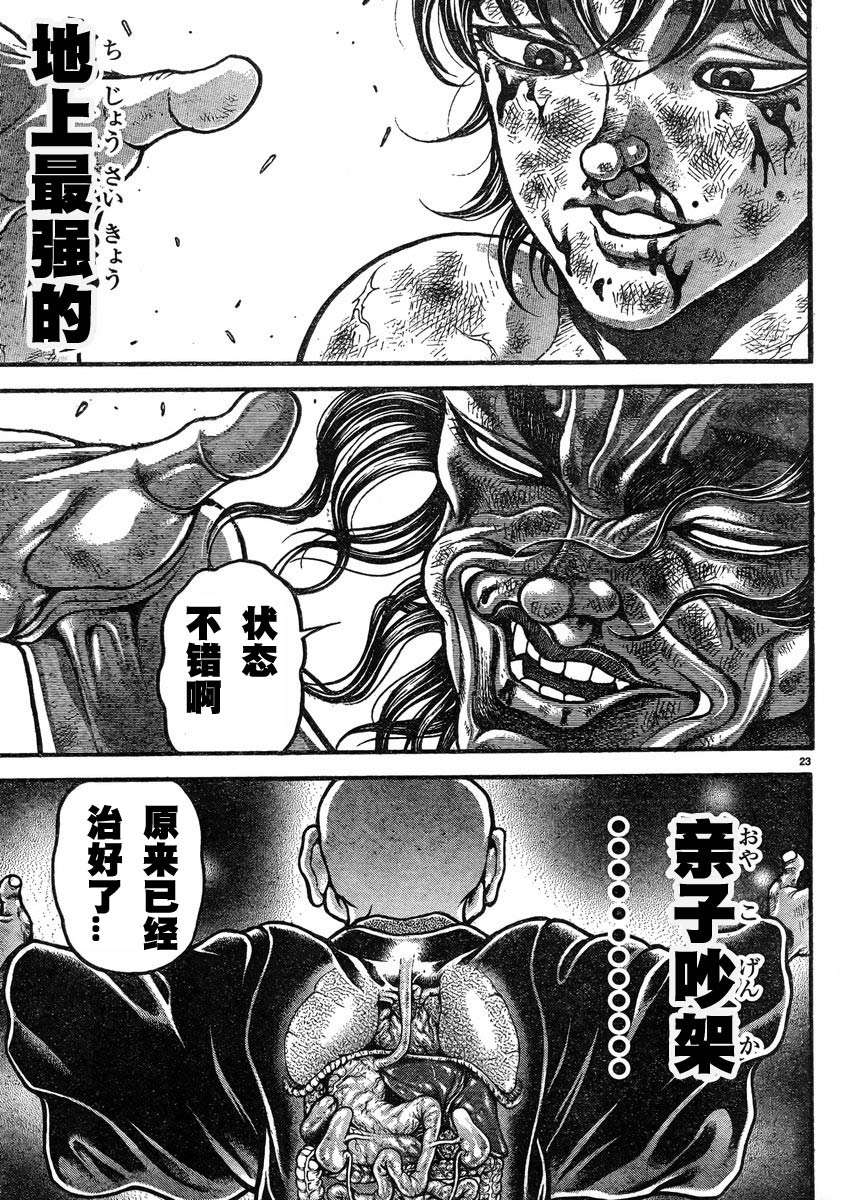 地上最强的
ちじょうさいきょう
状态
不错啊
23
亲子吵架
おやこげんか
…………
原来已经
治好了…